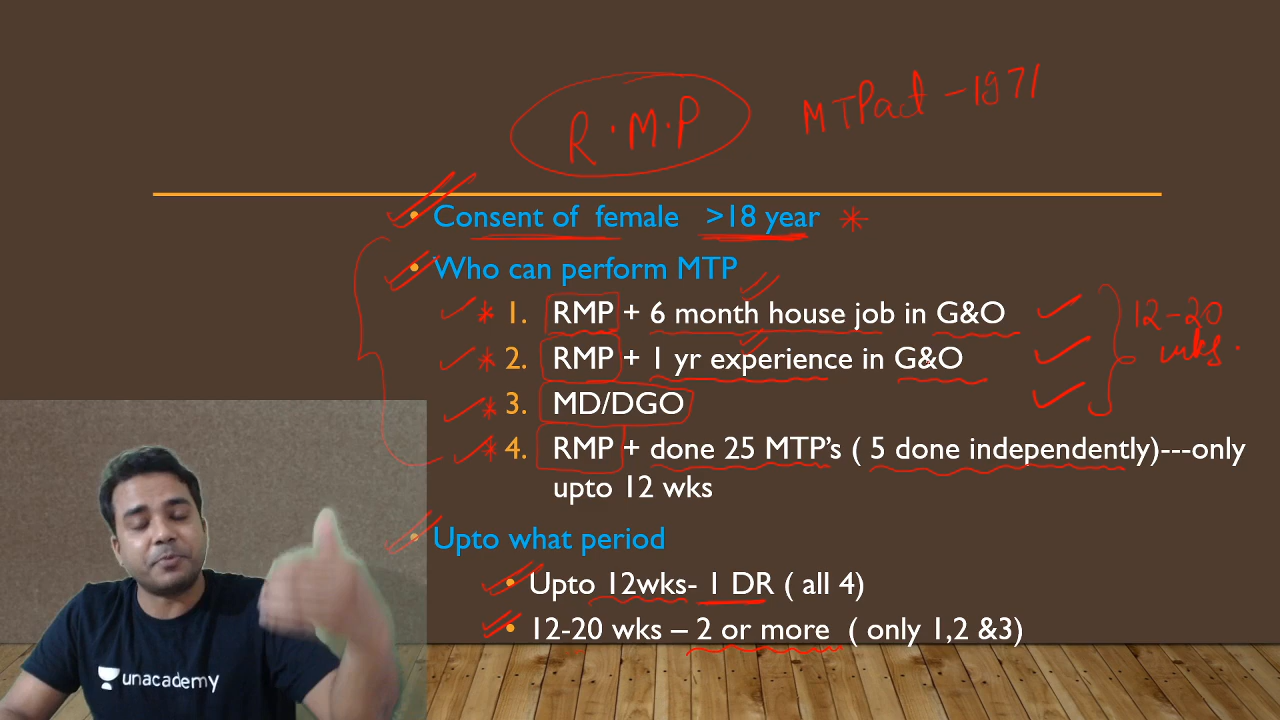 R.M.P
MTP act - 1971
• Consent of female >18 year *
• Who can perform MTP
* 1. RMP + 6 month house job in G&O
* 2. RMP + 1 yr experience in G&O
12-20
wks.
* 3. MD/DGO
* 4. RMP + done 25 MTP's ( 5 done independently)---only
upto 12 wks
• Upto what period
• Upto 12wks- 1 DR ( all 4)
• 12-20 wks – 2 or more ( only 1,2 &3)
unacademy